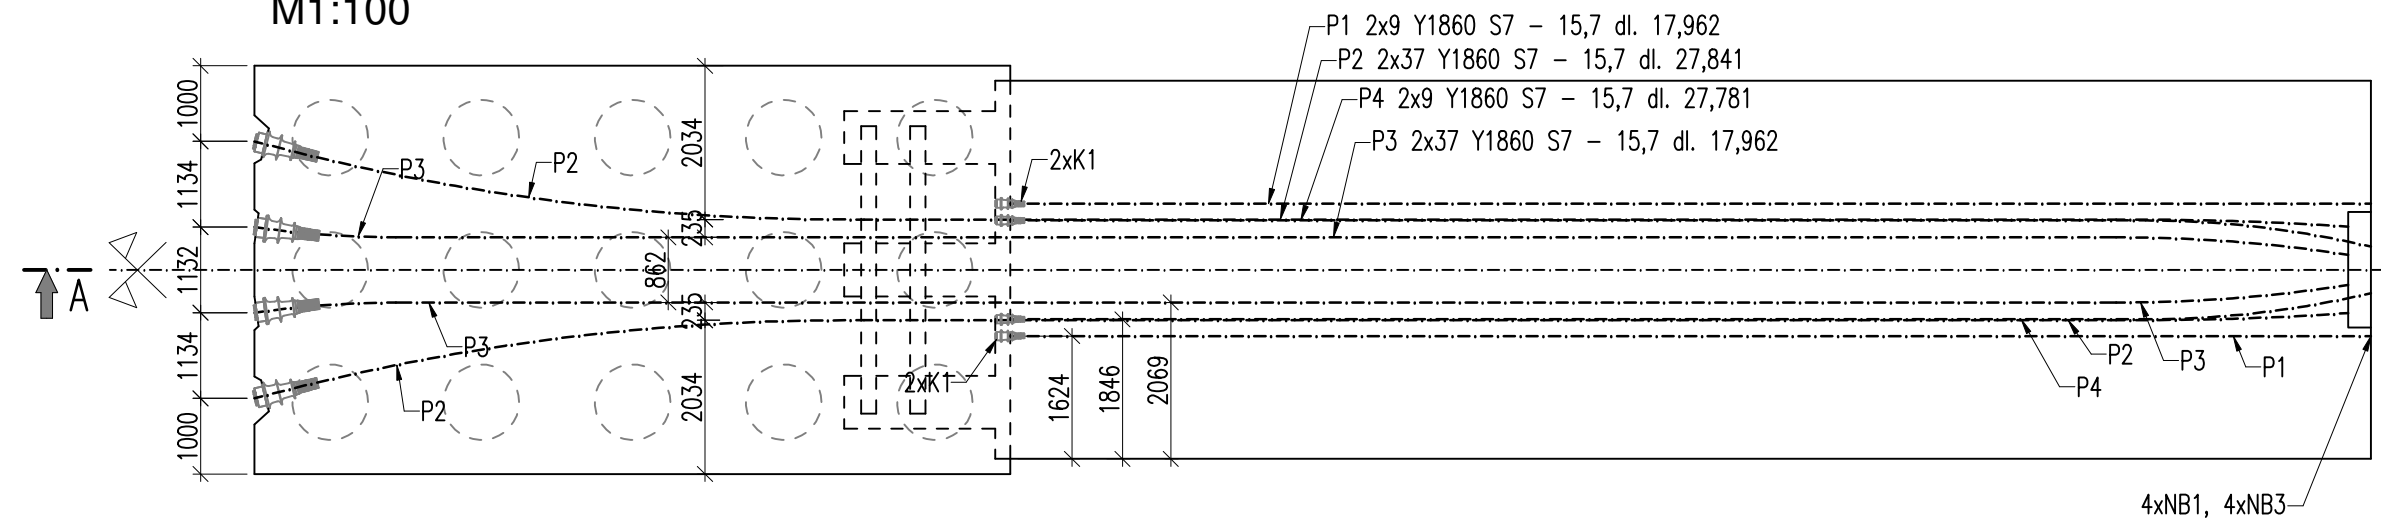 M1:100
P1 2x9 Y1860 S7 – 15,7 dl. 17,962
P2 2x37 Y1860 S7 – 15,7 dl. 27,841
P4 2x9 Y1860 S7 – 15,7 dl. 27,781
P3 2x37 Y1860 S7 – 15,7 dl. 17,962
1000
1134
1132
1134
1000
2034
235
862
235
2034
P3
P2
2xK1
A
P3
P2
2xK1
1624
1846
2069
P4
P2
P3
P1
4xNB1, 4xNB3